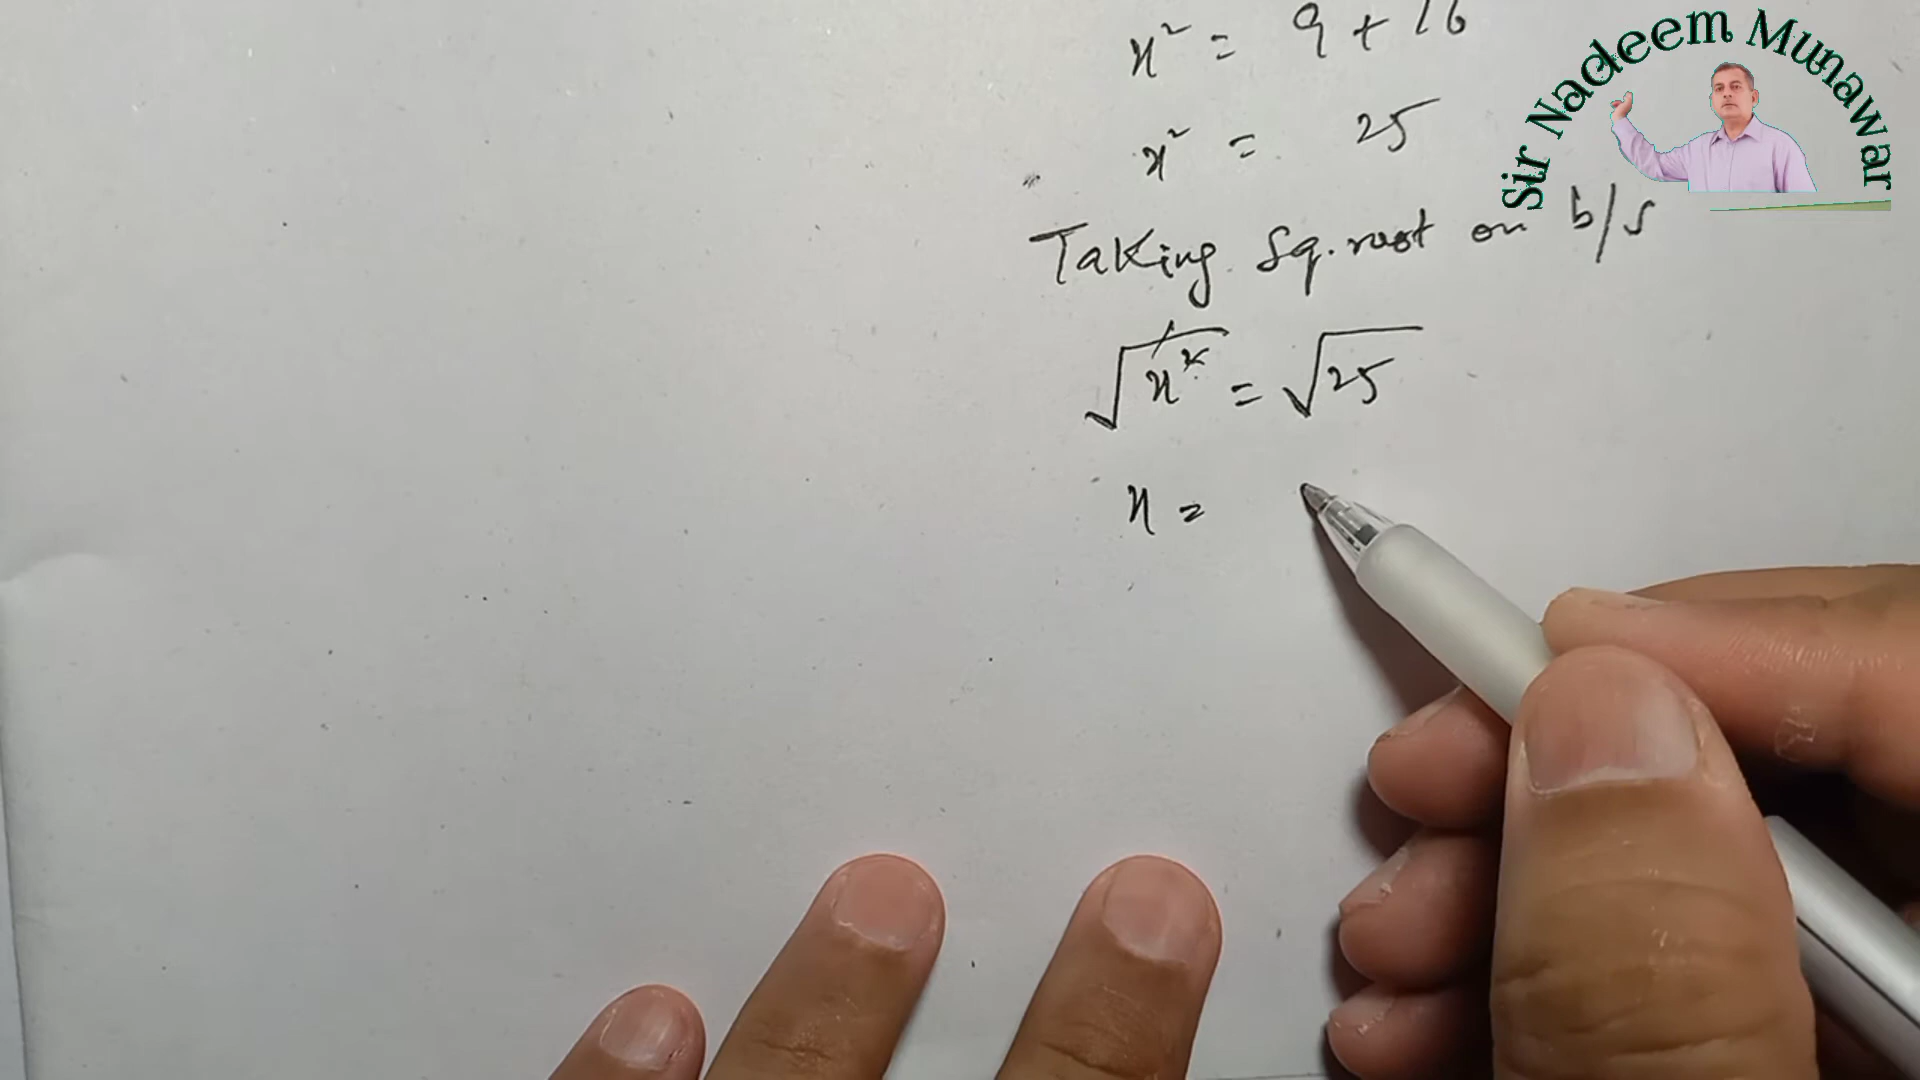 x² = 9 + 16
x² = 25
Taking Sq. root on b/s
√x² = √25
x =
Sir Nadeem Munawar